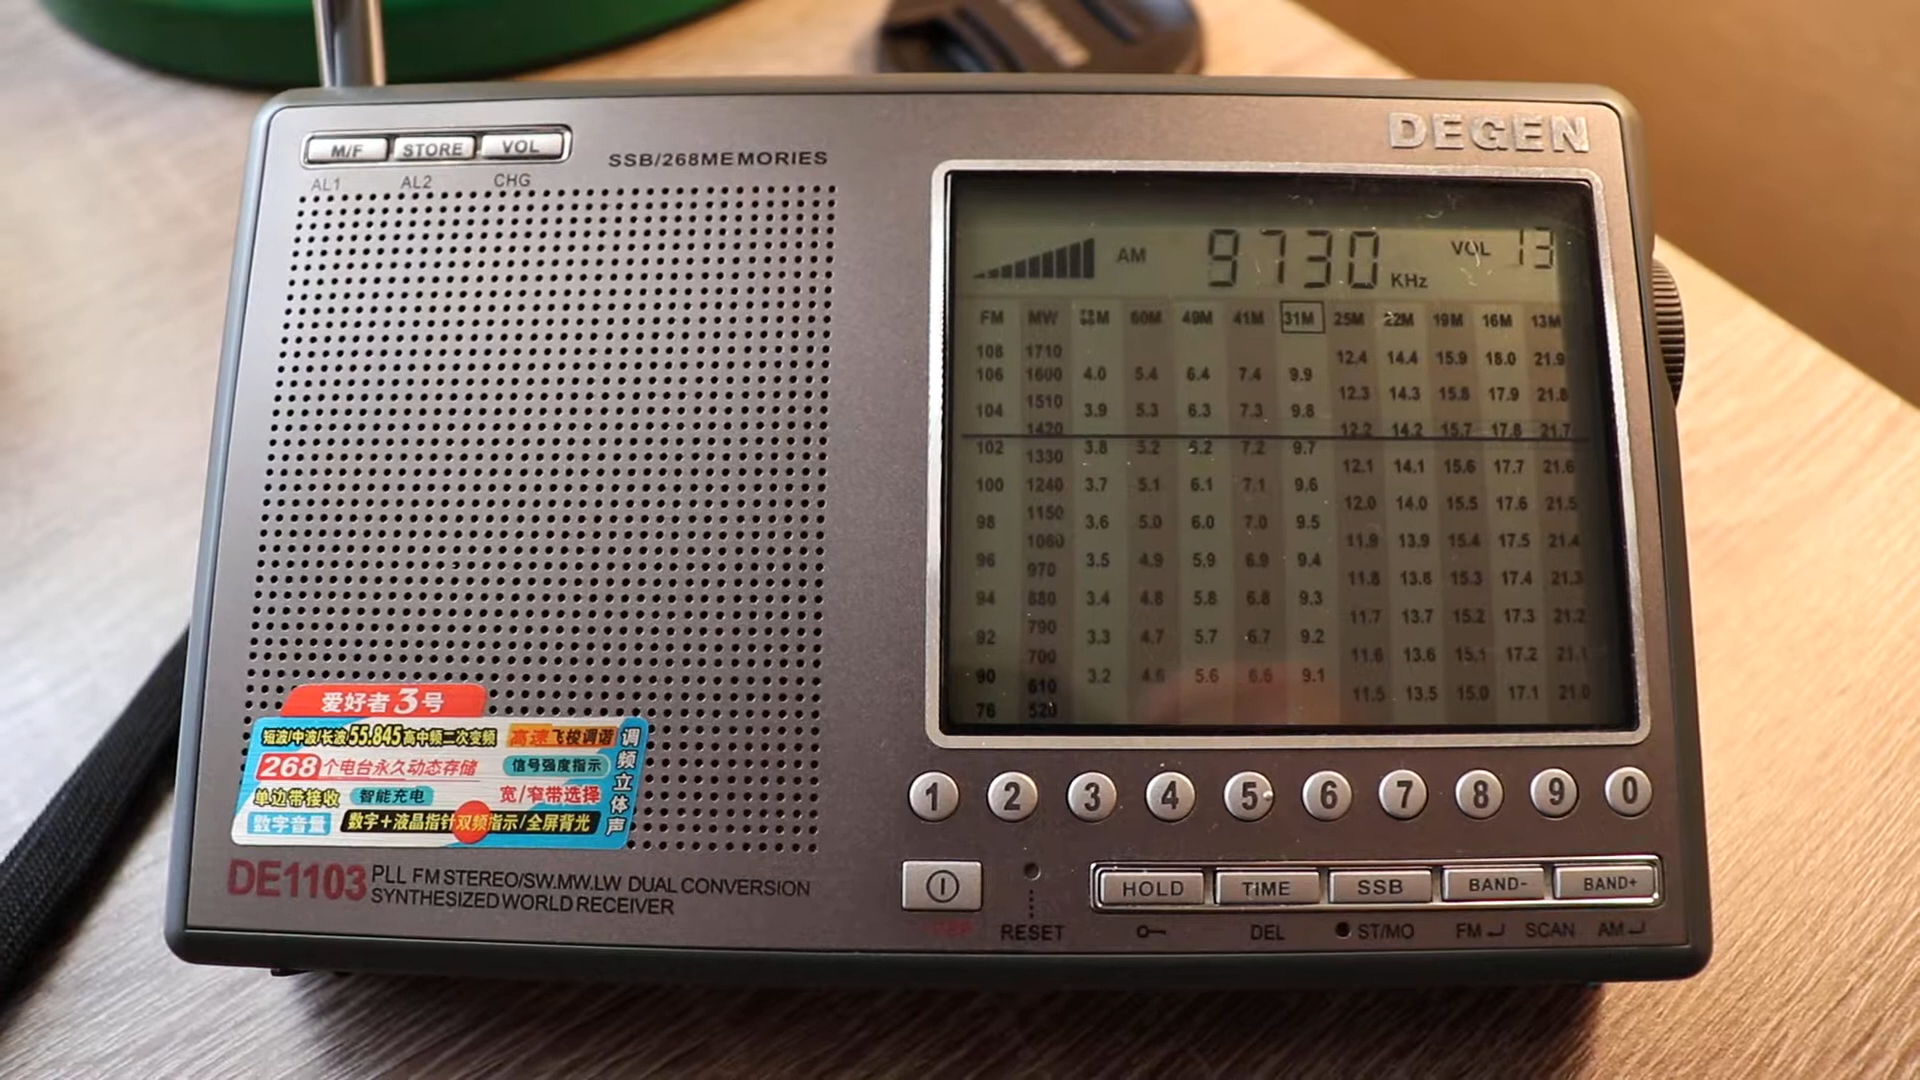 DEGEN
M/F STORE VOL
AL1 AL2 CHG
SSB/268MEMORIES
AM 9730 KHz VOL 13
FM MW M 60M 49M 41M 31M 25M 22M 19M 16M 13M
108 1710 12.4 14.4 15.9 18.0 21.9
106 1600 4.0 5.4 6.4 7.4 9.9
1510 12.3 14.3 15.8 17.9 21.8
104 3.9 5.3 6.3 7.3 9.8
1420 12.2 14.2 15.7 17.8 21.7
102 3.8 5.2 6.2 7.2 9.7
1330 12.1 14.1 15.6 17.7 21.6
100 1240 3.7 5.1 6.1 7.1 9.6
1150 12.0 14.0 15.5 17.6 21.5
98 3.6 5.0 6.0 7.0 9.5
1060 11.9 13.9 15.4 17.5 21.4
96 970 3.5 4.9 5.9 6.9 9.4
11.8 13.8 15.3 17.4 21.3
94 880 3.4 4.8 5.8 6.8 9.3
790 11.7 13.7 15.2 17.3 21.2
92 3.3 4.7 5.7 6.7 9.2
700 11.6 13.6 15.1 17.2 21.1
90 610 3.2 4.6 5.6 6.6 9.1
11.5 13.5 15.0 17.1 21.0
76 520
爱好者3号
短波/中波/长波55.845高中频二次变频 高速飞梭调谐
268个电台永久动态存储 信号强度指示
单边带接收 智能充电 宽/窄带选择
数字音量 数字+液晶指针双频指示/全屏背光
调频立体声
1 2 3 4 5 6 7 8 9 0
DE1103 PLL FM STEREO/SW.MW.LW DUAL CONVERSION
SYNTHESIZED WORLD RECEIVER
HOLD TIME SSB BAND- BAND+
RESET DEL ST/MO FM SCAN AM